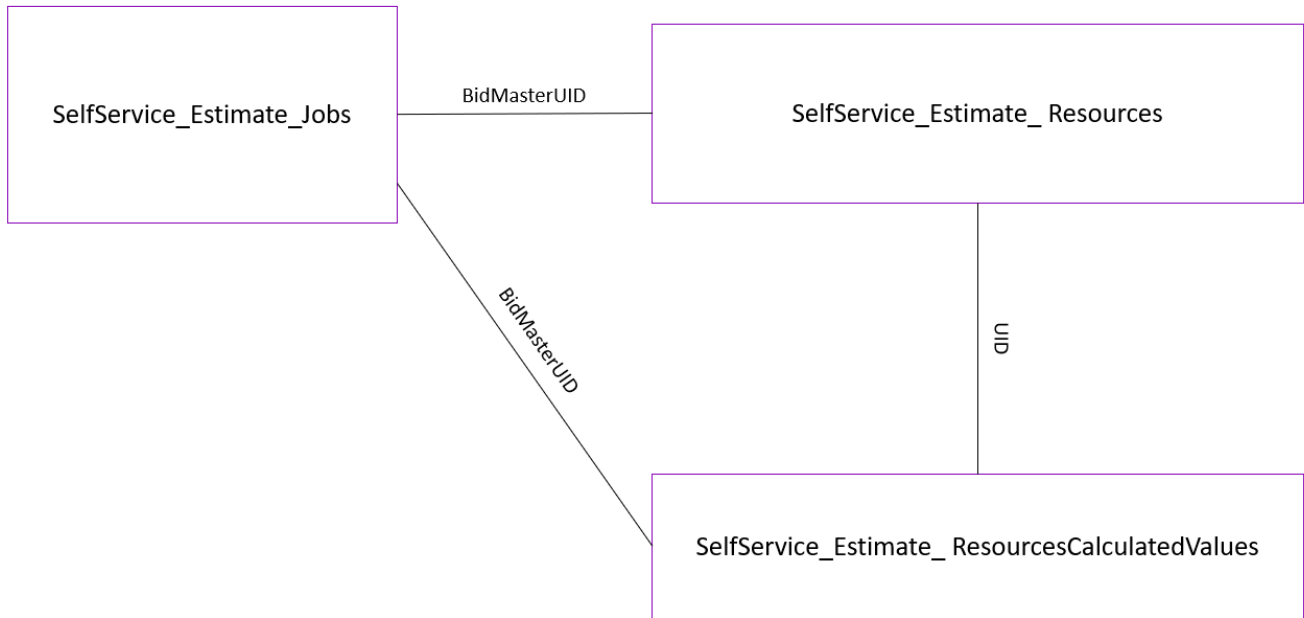 SelfService_Estimate_Jobs
BidMasterUID
SelfService_Estimate_ Resources
BidMasterUID
UID
SelfService_Estimate_ ResourcesCalculatedValues